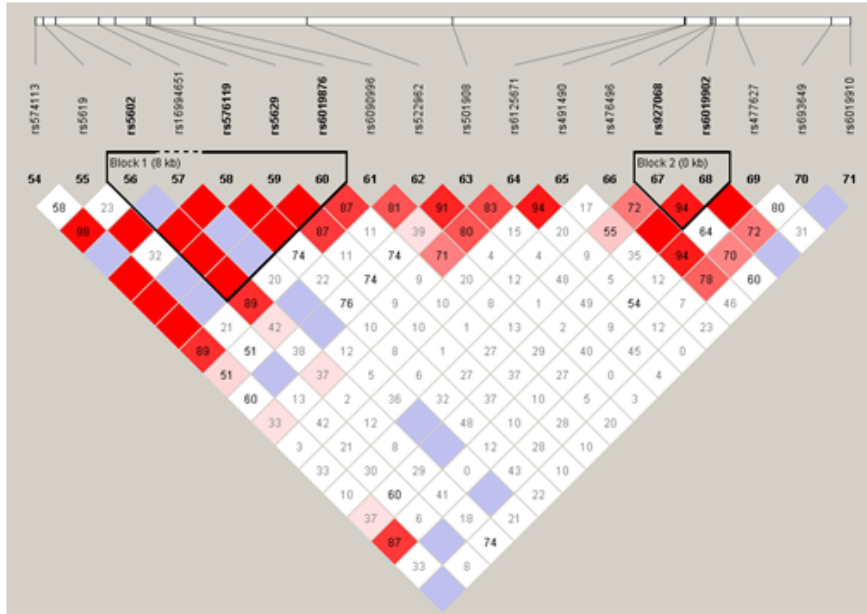 rs574113
rs5619
rs5602
rs16994651
rs576119
rs5629
rs6019876
rs6090996
rs522962
rs501908
rs6125671
rs491490
rs476496
rs927068
rs6019902
rs477627
rs693649
rs6019910
Block 1 (8 kb) Block 2 (0 kb)
54 55 56 57 58 59 60 61 62 63 64 65 66 67 68 69 70 71
58 23 87 81 91 83 94 17 72 94 80
98 87 11 39 80 15 20 55 64 72 31
32 74 11 74 71 4 4 9 35 94 70
20 22 74 9 20 12 48 5 12 78 60
89 76 9 10 8 1 49 54 7 46
21 42 10 10 1 13 2 9 12 23
89 51 38 12 8 1 27 29 40 45 0
51 37 5 6 27 37 27 0 4
60 13 2 36 32 5 3
33 42 12 48 10 28 20
3 21 8 12 28 10
33 30 29 0 43 10
10 60 41 22
37 6 18 21
87 74
33 8